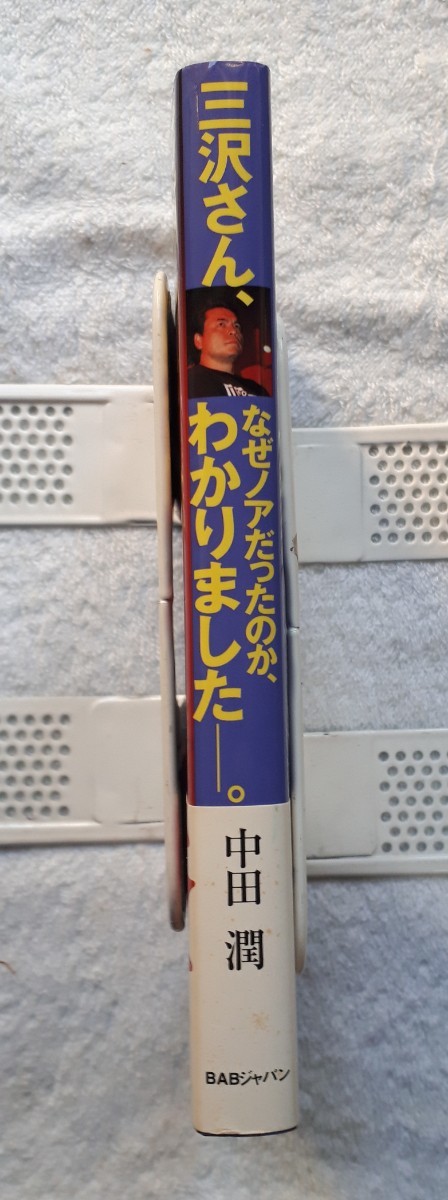 三沢さん、
なぜノアだったのか、
わかりました―。
中田 潤
BABジャパン